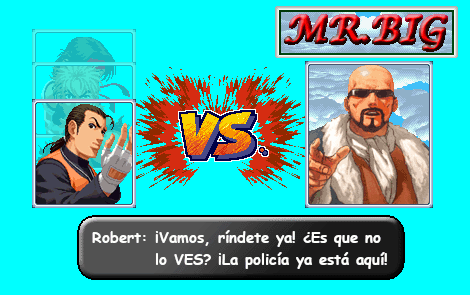 MR.BIG
VS.
Robert: ¡Vamos, ríndete ya! ¿Es que no
lo VES? ¡La policía ya está aquí!